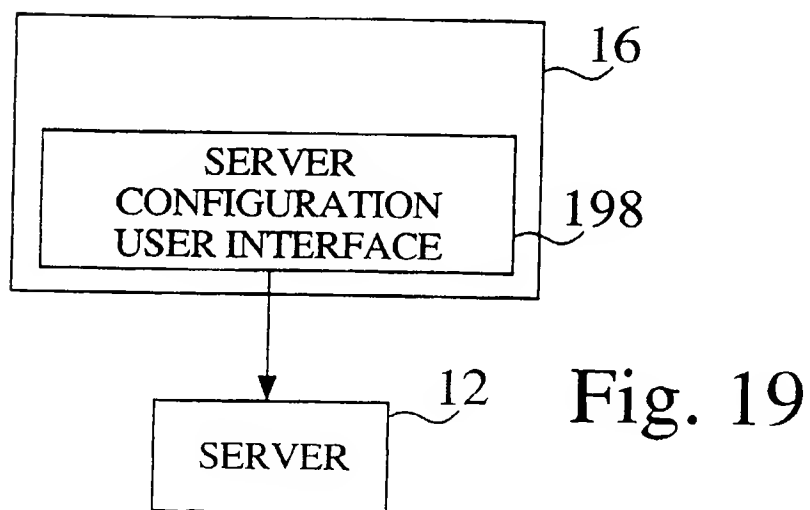 16
SERVER
CONFIGURATION
USER INTERFACE
198
12
SERVER
Fig. 19